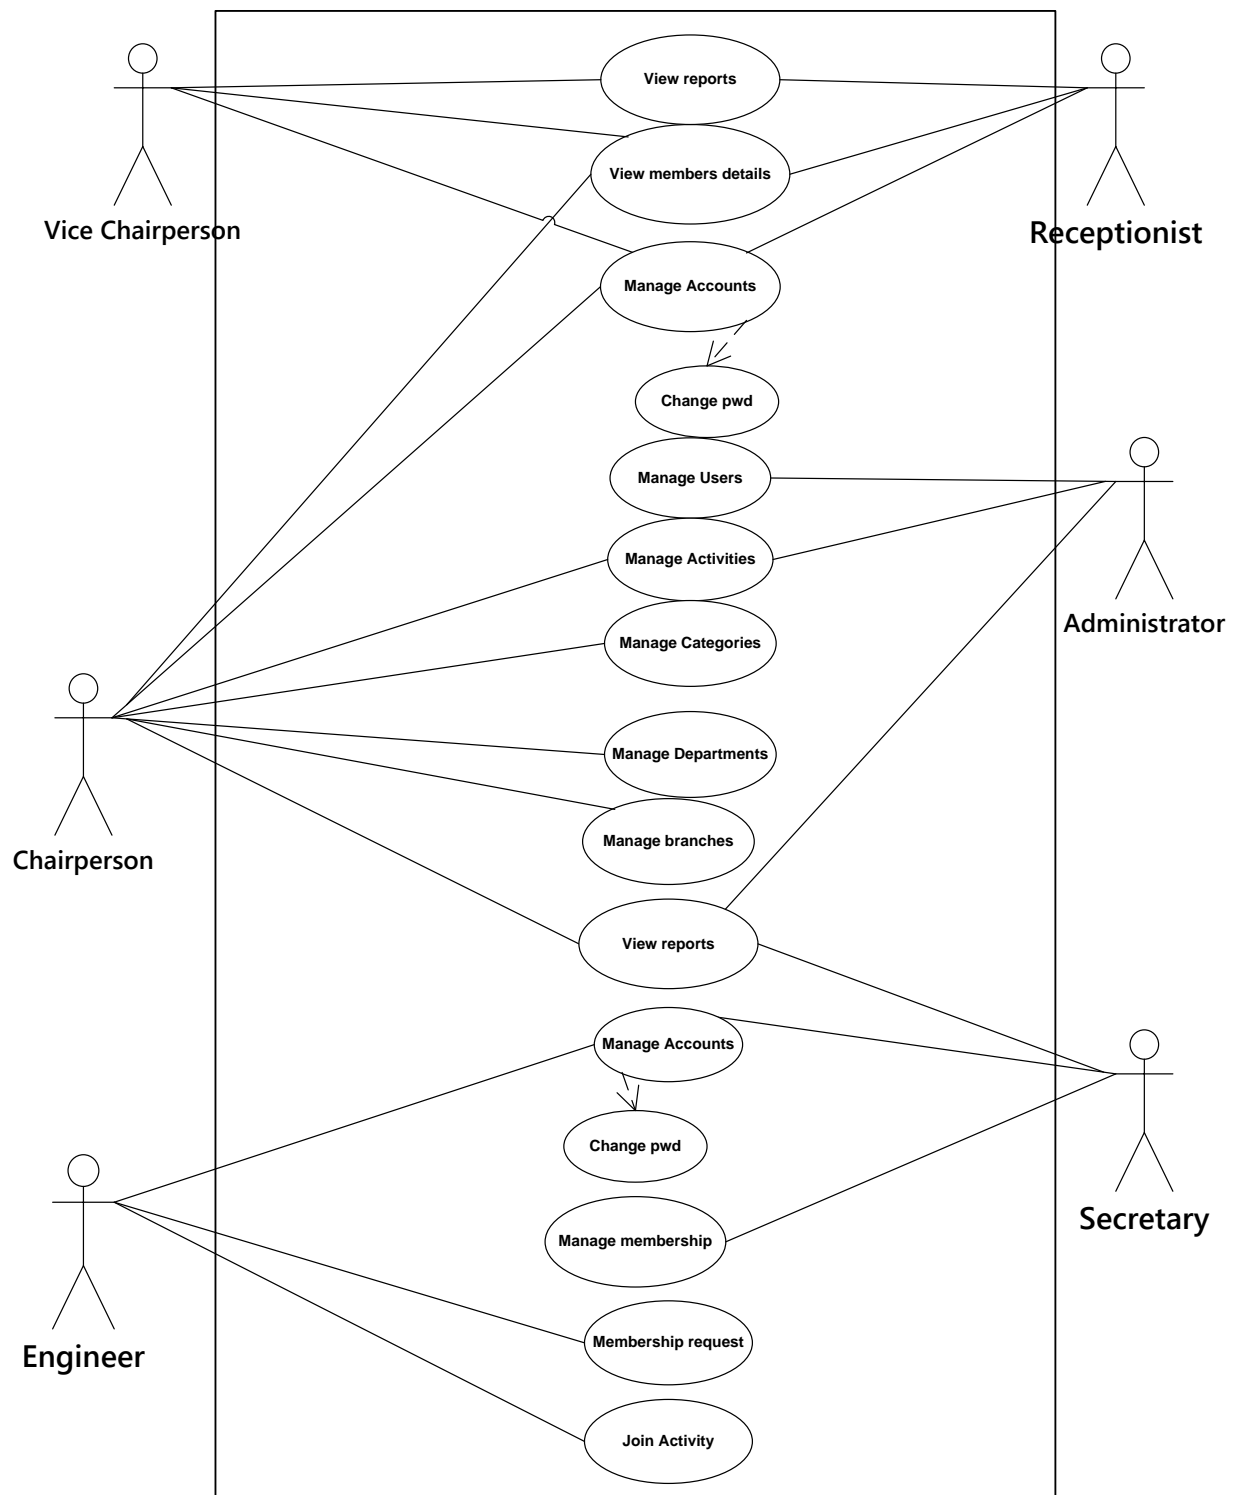 View reports
View members details
Vice Chairperson
Receptionist
Manage Accounts
Change pwd
Manage Users
Manage Activities
Administrator
Manage Categories
Manage Departments
Manage branches
Chairperson
View reports
Manage Accounts
Change pwd
Secretary
Manage membership
Membership request
Engineer
Join Activity